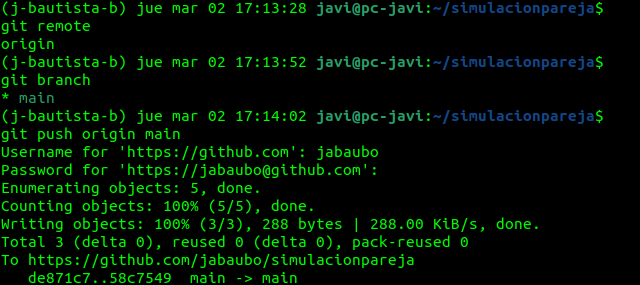 (j-bautista-b) jue mar 02 17:13:28 javi@pc-javi:~/simulacionpareja$
git remote
origin
(j-bautista-b) jue mar 02 17:13:52 javi@pc-javi:~/simulacionpareja$
git branch
* main
(j-bautista-b) jue mar 02 17:14:02 javi@pc-javi:~/simulacionpareja$
git push origin main
Username for 'https://github.com': jabaubo
Password for 'https://jabaubo@github.com':
Enumerating objects: 5, done.
Counting objects: 100% (5/5), done.
Writing objects: 100% (3/3), 288 bytes | 288.00 KiB/s, done.
Total 3 (delta 0), reused 0 (delta 0), pack-reused 0
To https://github.com/jabaubo/simulacionpareja
   de871c7..58c7549  main -> main